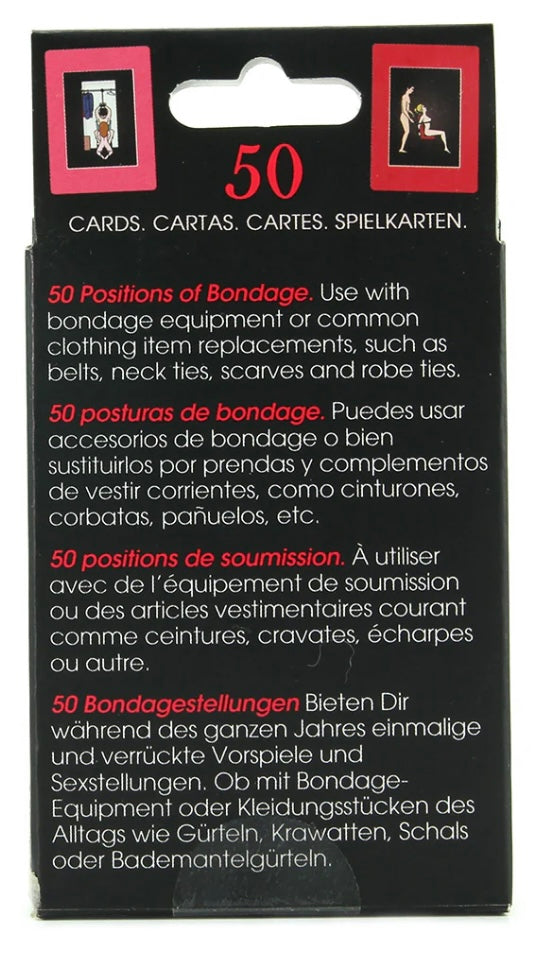 50
CARDS. CARTAS. CARTES. SPIELKARTEN.
50 Positions of Bondage. Use with
bondage equipment or common
clothing item replacements, such as
belts, neck ties, scarves and robe ties.
50 posturas de bondage. Puedes usar
accesorios de bondage o bien
sustituirlos por prendas y complementos
de vestir corrientes, como cinturones,
corbatas, pañuelos, etc.
50 positions de soumission. À utiliser
avec de l'équipement de soumission
ou des articles vestimentaires courant
comme ceintures, cravates, écharpes
ou autre.
50 Bondagestellungen Bieten Dir
während des ganzen Jahres einmalige
und verrückte Vorspiele und
Sexstellungen. Ob mit Bondage-
Equipment oder Kleidungsstücken des
Alltags wie Gürteln, Krawatten, Schals
oder Bademantelgürteln.